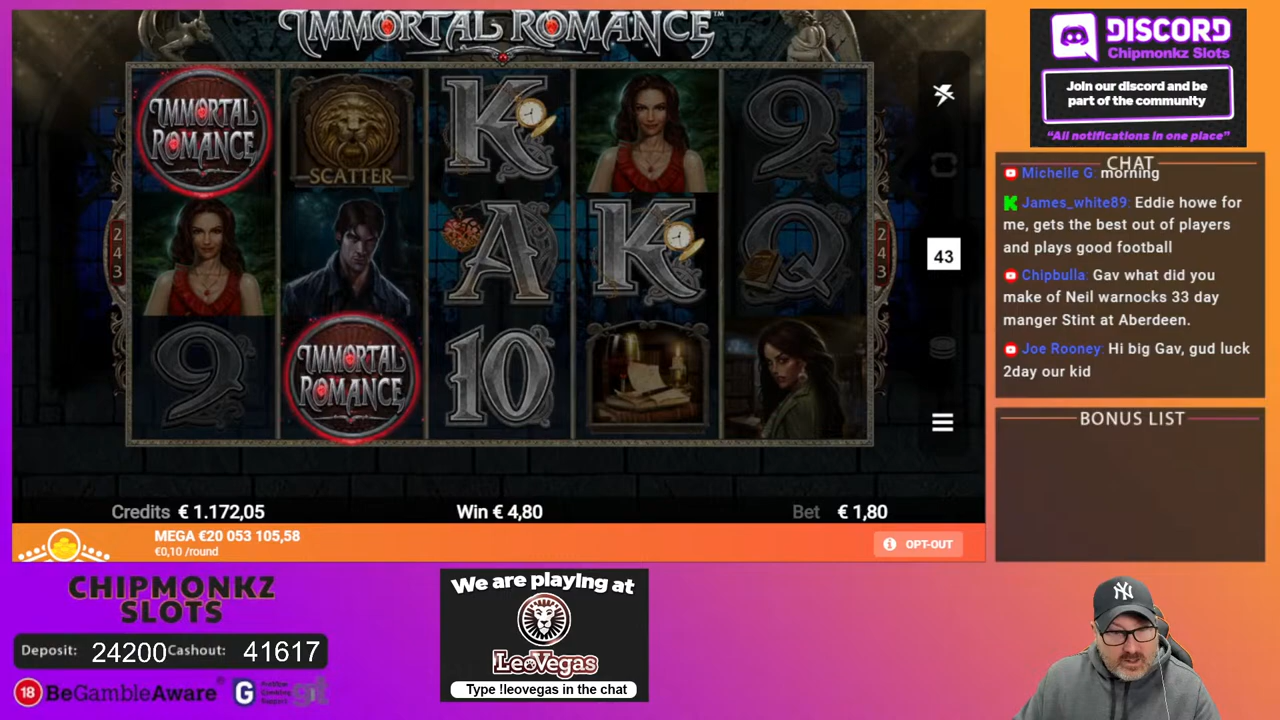 IMMORTAL ROMANCE™
IMMORTAL
ROMANCE
SCATTER
K
9
243
A
K
Q
243
43
9
IMMORTAL
ROMANCE
10
Credits € 1.172,05
Win € 4,80
Bet € 1,80
MEGA €20 053 105,58
€0,10 /round
OPT-OUT
DISCORD
Chipmonkz Slots
Join our discord and be
part of the community
"All notifications in one place"
CHAT
Michelle G: morning
James_white89: Eddie howe for
me, gets the best out of players
and plays good football
Chipbulla: Gav what did you
make of Neil warnocks 33 day
manger Stint at Aberdeen.
Joe Rooney: Hi big Gav, gud luck
2day our kid
BONUS LIST
CHIPMONKZ
SLOTS
Deposit: 24200 Cashout: 41617
18 BeGambleAware®
We are playing at
LeoVegas
Type !leovegas in the chat
NY